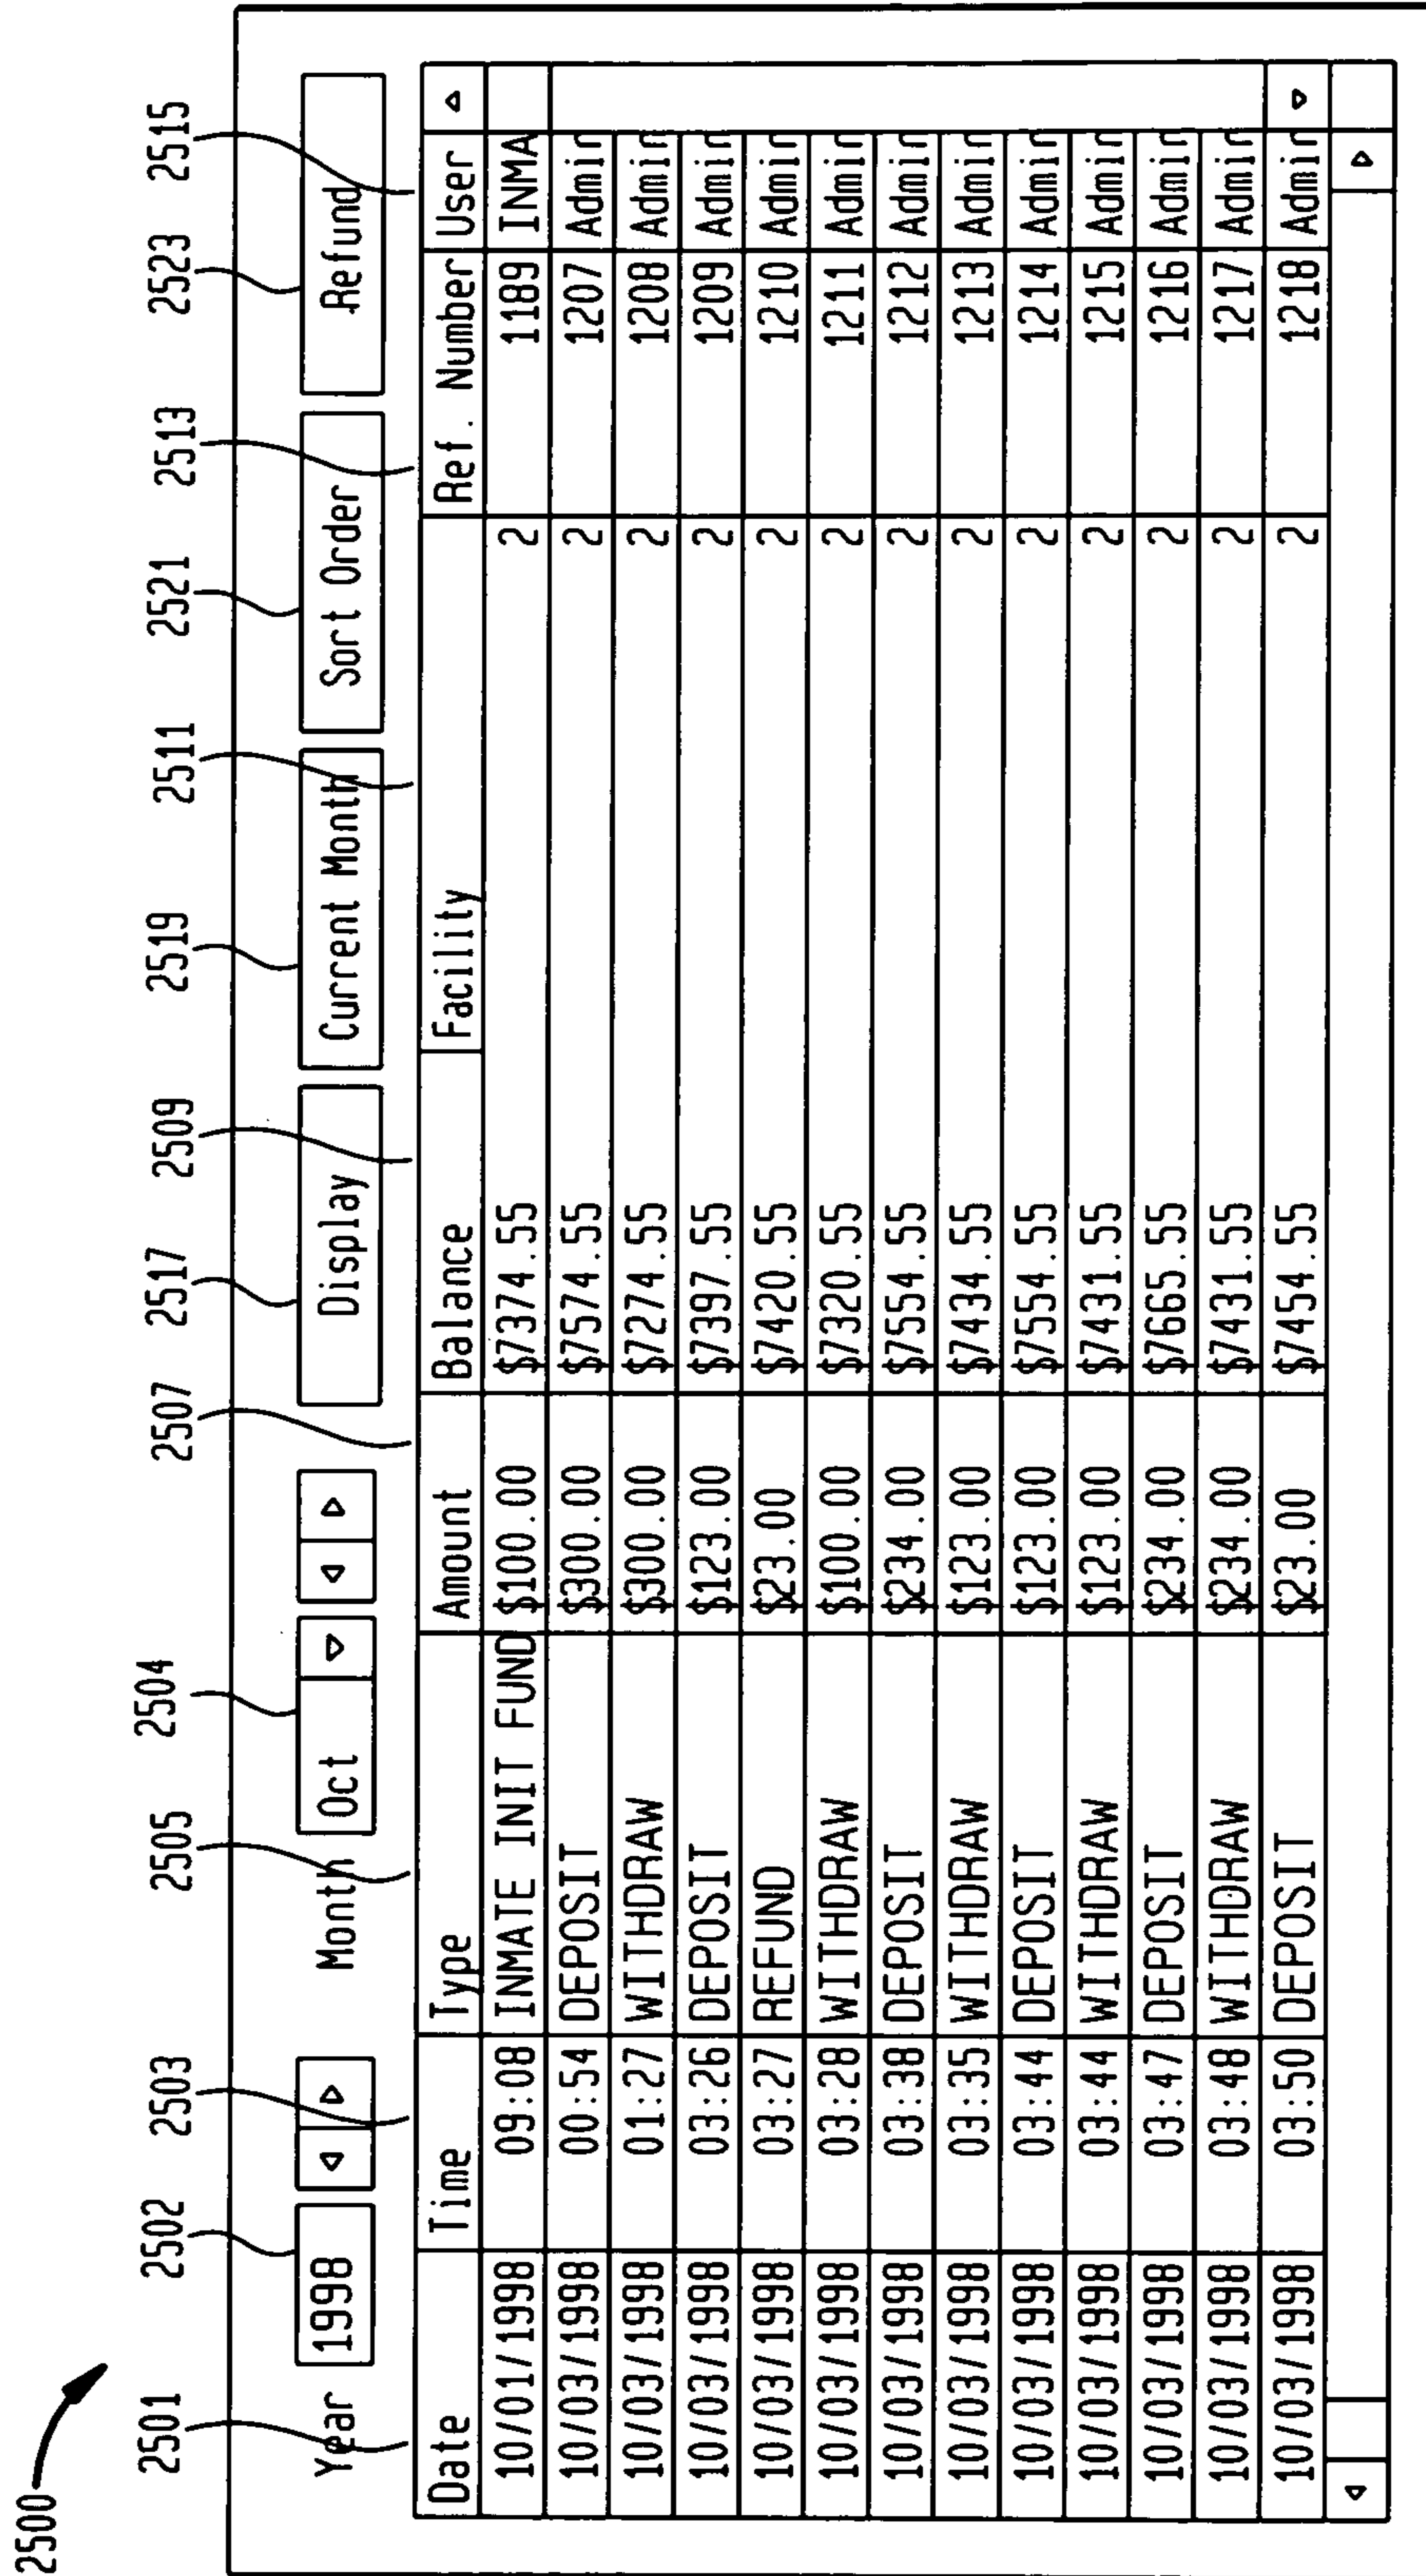 2500
2501 2502 2503 2505 2504 2507 2517 2509 2519 2511 2521 2513 2523 2515
Year 1998 Month Oct Display Current Month Sort Order Refund
Date Time Type Amount Balance Facility Ref. Number User
10/01/1998 09:08 INMATE INIT FUND $100.00 $7374.55 2 1189 INMA
10/03/1998 00:54 DEPOSIT $300.00 $7574.55 2 1207 Admin
10/03/1998 01:27 WITHDRAW $300.00 $7274.55 2 1208 Admin
10/03/1998 03:26 DEPOSIT $123.00 $7397.55 2 1209 Admin
10/03/1998 03:27 REFUND $23.00 $7420.55 2 1210 Admin
10/03/1998 03:28 WITHDRAW $100.00 $7320.55 2 1211 Admin
10/03/1998 03:38 DEPOSIT $234.00 $7554.55 2 1212 Admin
10/03/1998 03:35 WITHDRAW $123.00 $7434.55 2 1213 Admin
10/03/1998 03:44 DEPOSIT $123.00 $7554.55 2 1214 Admin
10/03/1998 03:44 WITHDRAW $123.00 $7431.55 2 1215 Admin
10/03/1998 03:47 DEPOSIT $234.00 $7665.55 2 1216 Admin
10/03/1998 03:48 WITHDRAW $234.00 $7431.55 2 1217 Admin
10/03/1998 03:50 DEPOSIT $23.00 $7454.55 2 1218 Admin